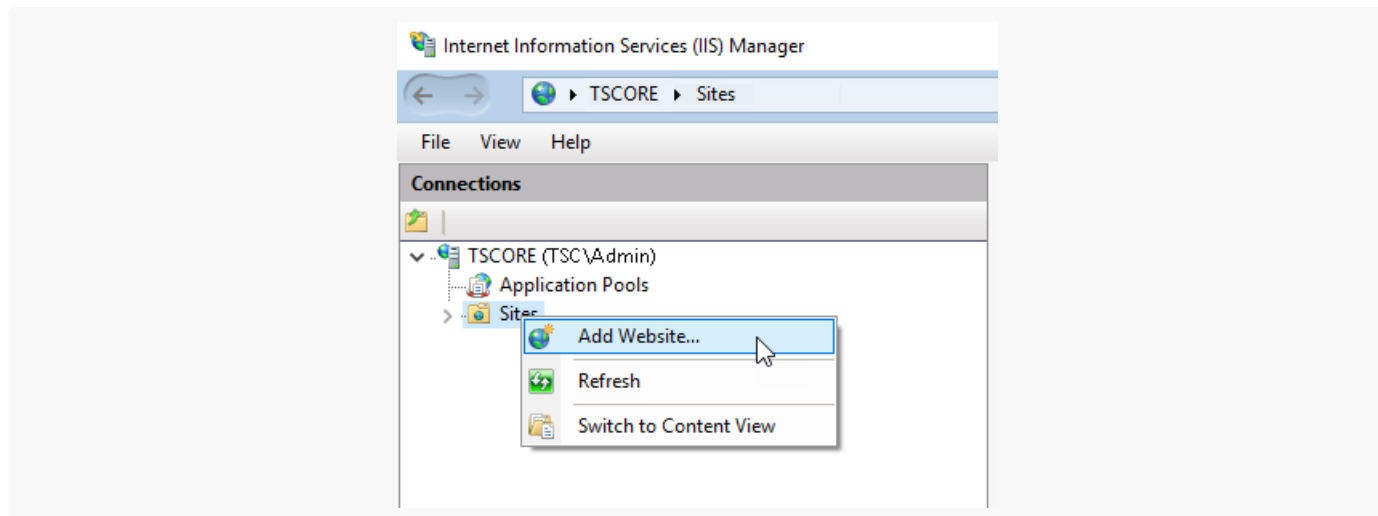 Internet Information Services (IIS) Manager
TSCORE Sites
File View Help
Connections
TSCORE (TSC\Admin)
Application Pools
Sites
Add Website...
Refresh
Switch to Content View